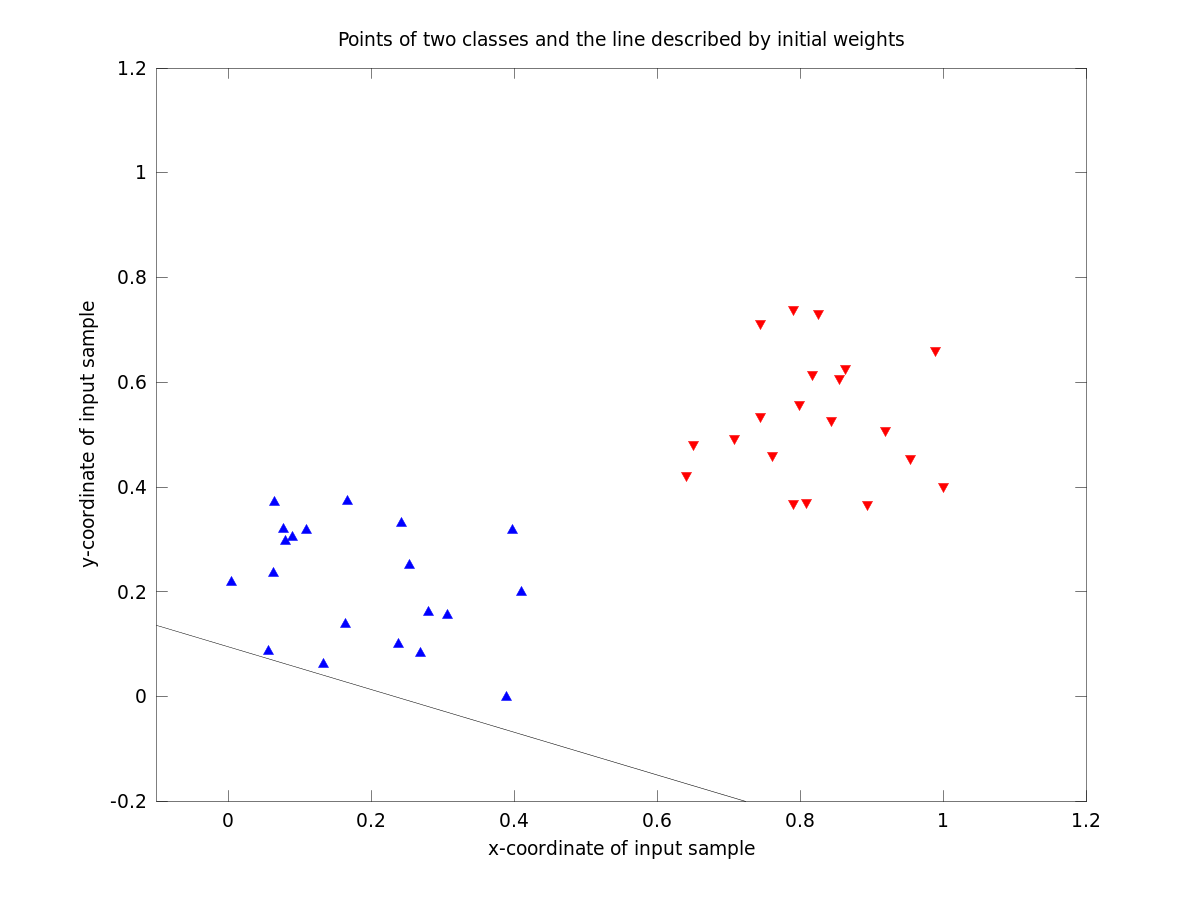 Points of two classes and the line described by initial weights
1.2
1
0.8
0.6
0.4
0.2
0
-0.2
y-coordinate of input sample
0 0.2 0.4 0.6 0.8 1 1.2
x-coordinate of input sample